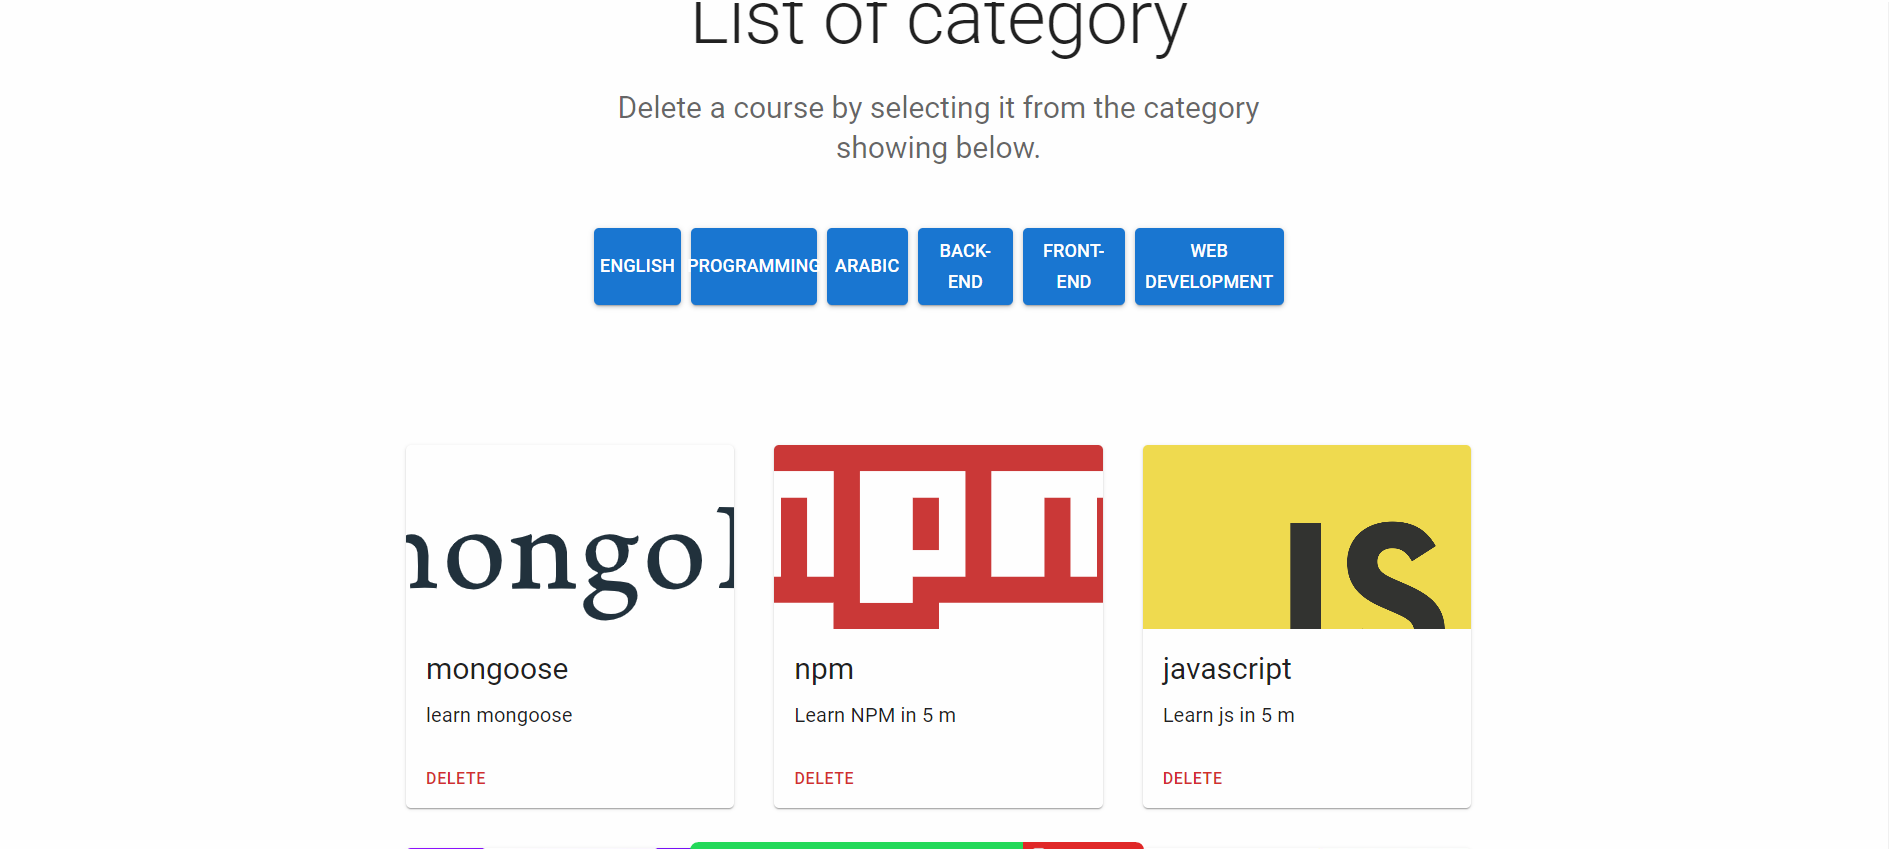 List of category
Delete a course by selecting it from the category
showing below.
ENGLISH
PROGRAMMING
ARABIC
BACK-
END
FRONT-
END
WEB
DEVELOPMENT
mongo
npm
JS
mongoose
learn mongoose
DELETE
npm
Learn NPM in 5 m
DELETE
javascript
Learn js in 5 m
DELETE